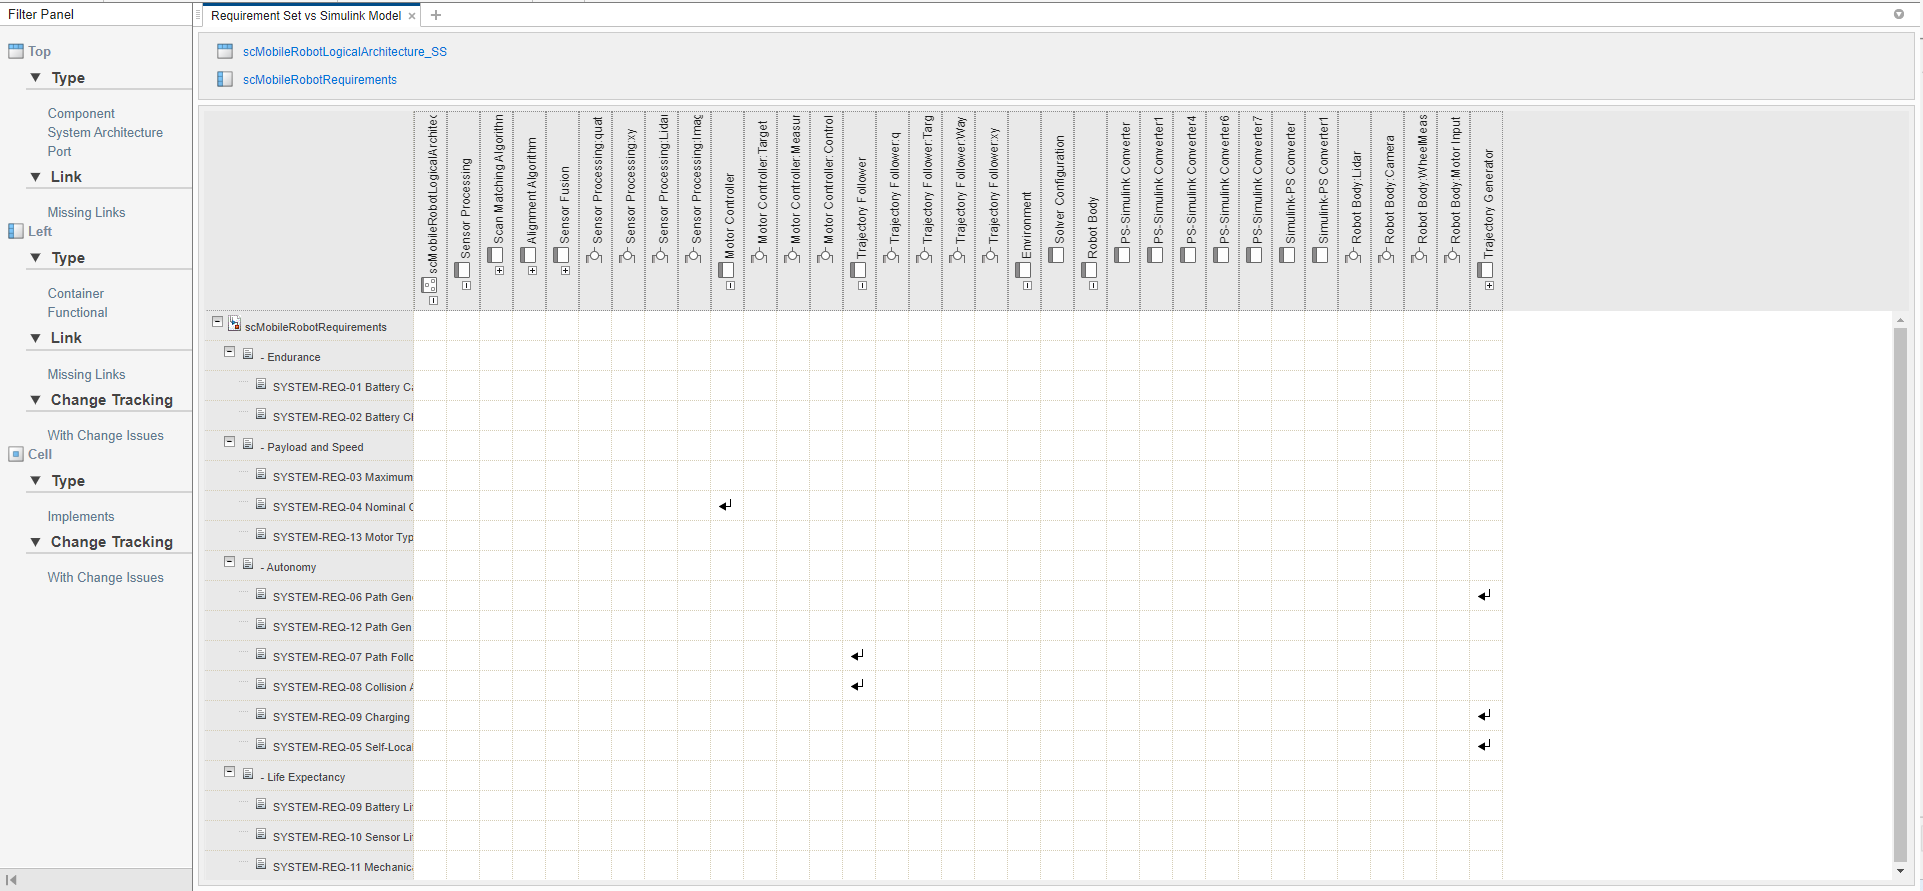 Filter Panel
Requirement Set vs Simulink Model
Top
Type
Component
System Architecture
Port
Link
Missing Links
Left
Type
Container
Functional
Link
Missing Links
Change Tracking
With Change Issues
Cell
Type
Implements
Change Tracking
With Change Issues
scMobileRobotLogicalArchitecture_SS
scMobileRobotRequirements
scMobileRobotLogicalArchitec
Sensor Processing
Scan Matching Algorithm
Alignment Algorithm
Sensor Fusion
Sensor Processing:quat
Sensor Processing:xy
Sensor Processing:Lidar
Sensor Processing:Imag
Motor Controller
Motor Controller:Target
Motor Controller:Measur
Motor Controller:Control
Trajectory Follower
Trajectory Follower:q
Trajectory Follower:Targ
Trajectory Follower:Way
Trajectory Follower:xy
Environment
Solver Configuration
Robot Body
PS-Simulink Converter
PS-Simulink Converter1
PS-Simulink Converter4
PS-Simulink Converter6
PS-Simulink Converter7
Simulink-PS Converter
Simulink-PS Converter1
Robot Body:Lidar
Robot Body:Camera
Robot Body:WheelMeas
Robot Body:Motor Input
Trajectory Generator
scMobileRobotRequirements
- Endurance
SYSTEM-REQ-01 Battery Ca
SYSTEM-REQ-02 Battery Cl
- Payload and Speed
SYSTEM-REQ-03 Maximum
SYSTEM-REQ-04 Nominal C
SYSTEM-REQ-13 Motor Typ
- Autonomy
SYSTEM-REQ-06 Path Gen
SYSTEM-REQ-12 Path Gen
SYSTEM-REQ-07 Path Follo
SYSTEM-REQ-08 Collision A
SYSTEM-REQ-09 Charging
SYSTEM-REQ-05 Self-Local
- Life Expectancy
SYSTEM-REQ-09 Battery Li
SYSTEM-REQ-10 Sensor Li
SYSTEM-REQ-11 Mechanica